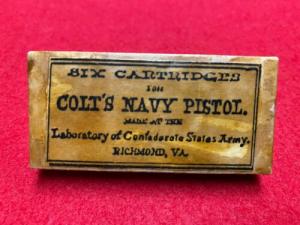 SIX CARTRIDGES
FOR
COLT'S NAVY PISTOL.
MADE AT THE
Laboratory of Confederate States Army.
RICHMOND, VA.